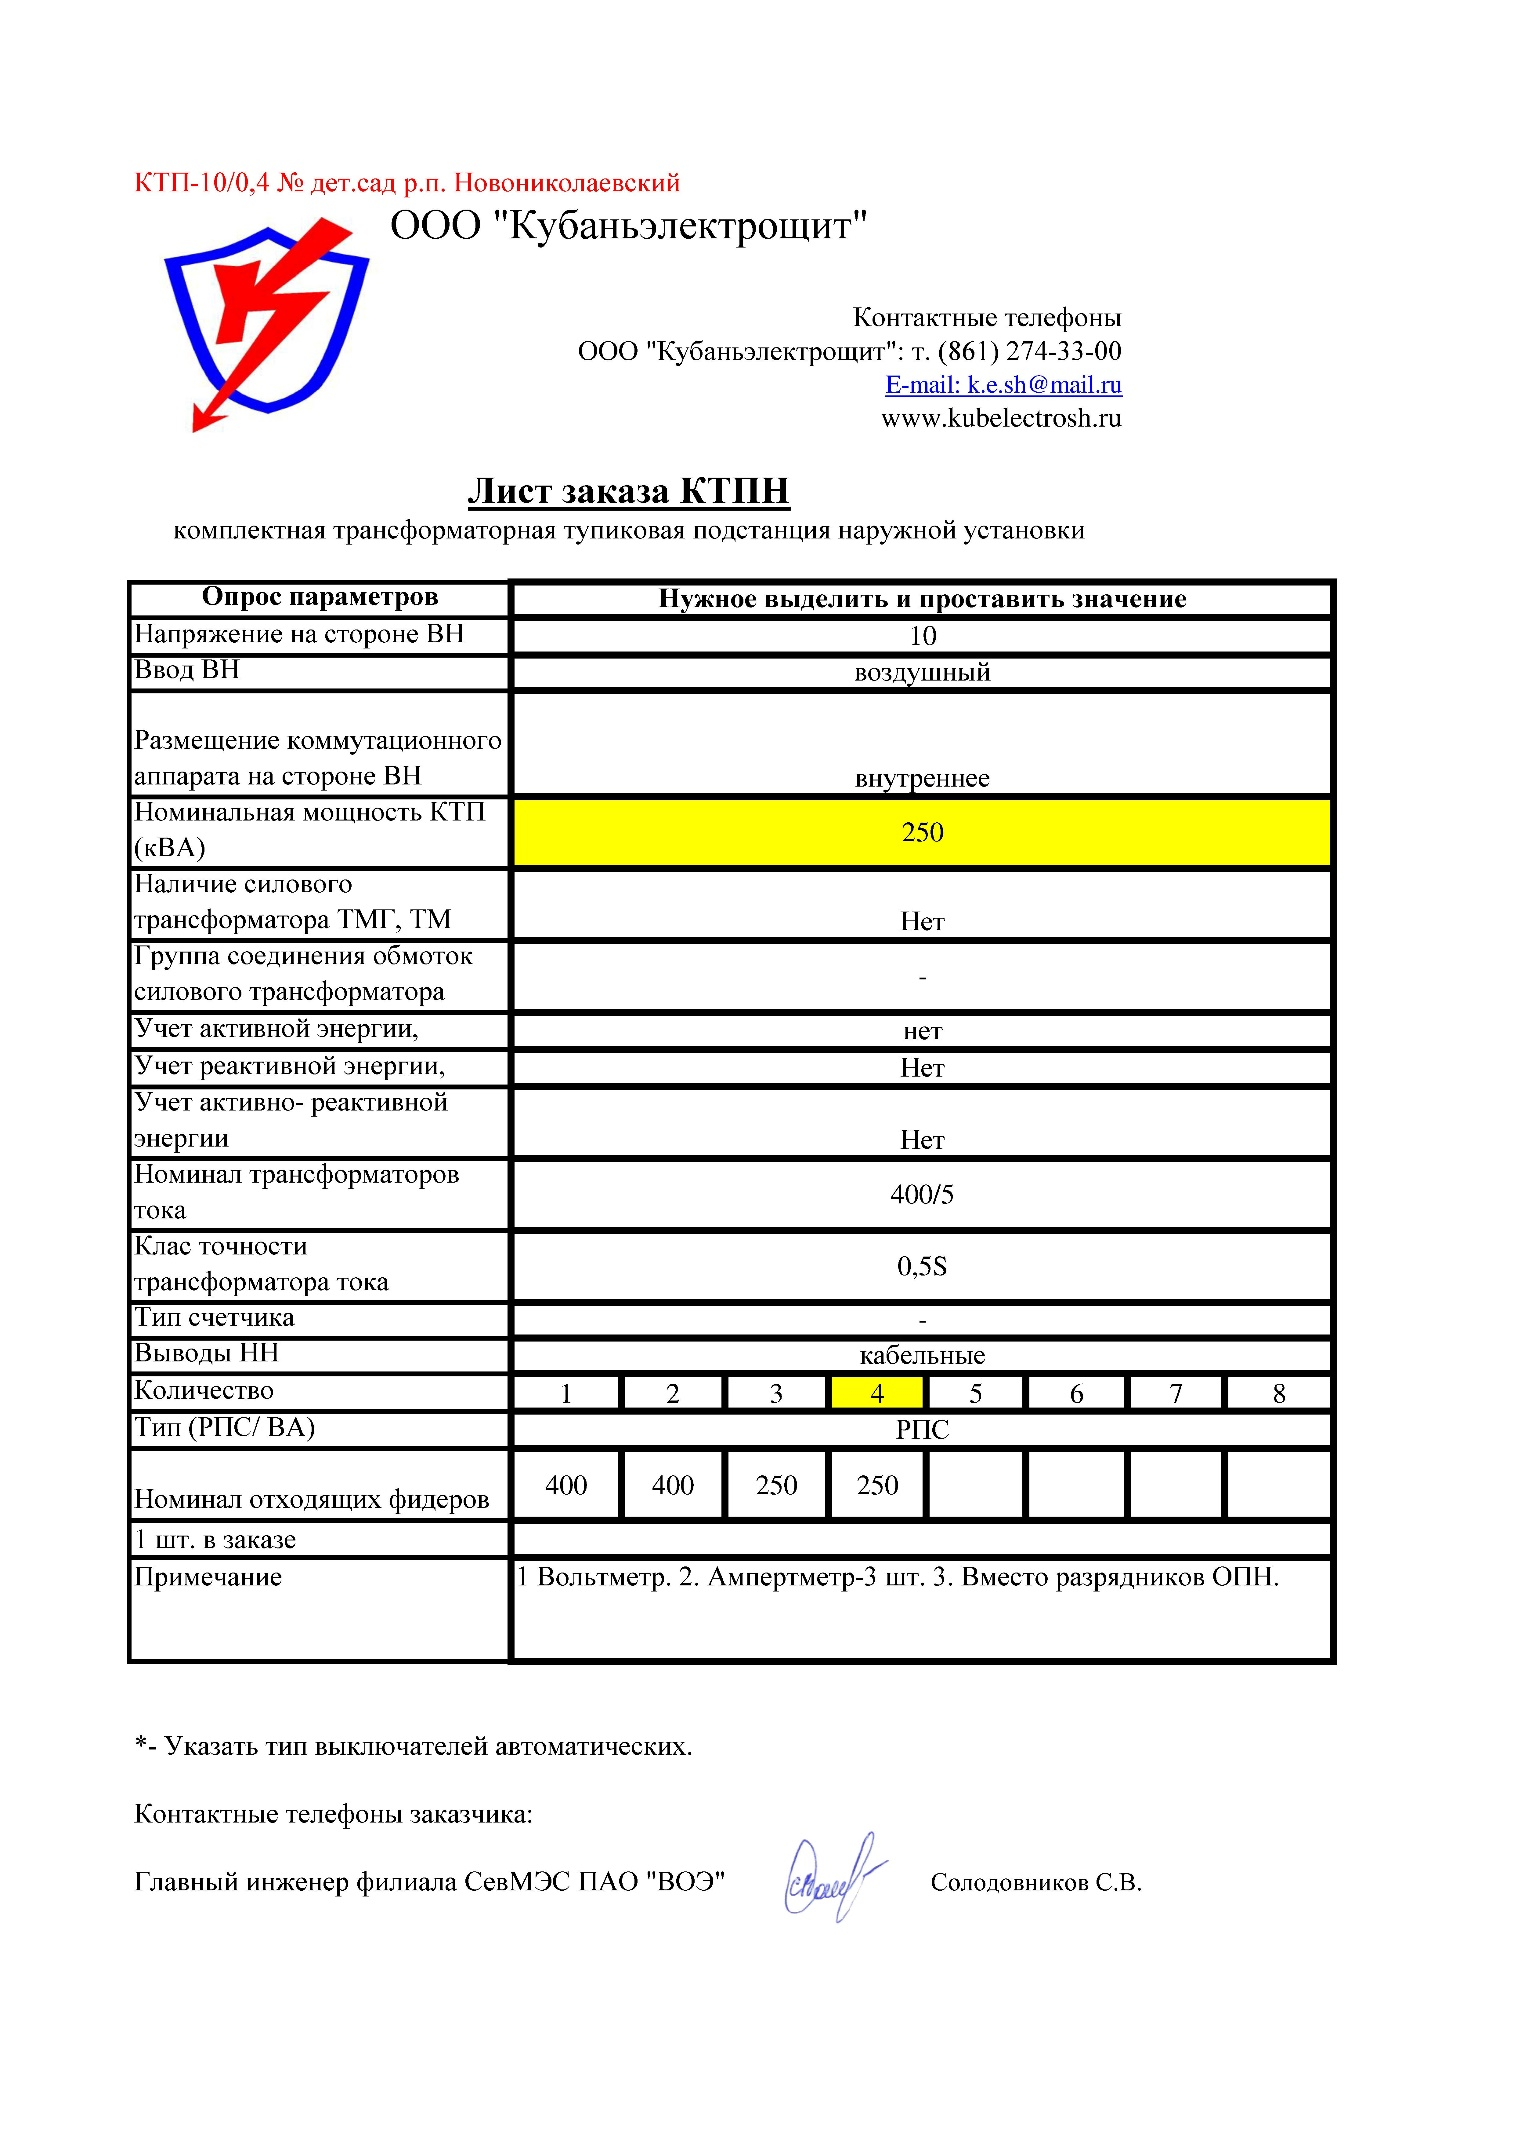 КТП-10/0,4 № дет.сад р.п. Новониколаевский
ООО "Кубаньэлектрощит"
Контактные телефоны
ООО "Кубаньэлектрощит": т. (861) 274-33-00
E-mail: k.e.sh@mail.ru
www.kubelectrosh.ru
Лист заказа КТПН
комплектная трансформаторная тупиковая подстанция наружной установки
Опрос параметров Нужное выделить и проставить значение
Напряжение на стороне ВН 10
Ввод ВН воздушный
Размещение коммутационного
аппарата на стороне ВН внутреннее
Номинальная мощность КТП
(кВА) 250
Наличие силового
трансформатора ТМГ, ТМ Нет
Группа соединения обмоток
силового трансформатора -
Учет активной энергии, нет
Учет реактивной энергии, Нет
Учет активно- реактивной
энергии Нет
Номинал трансформаторов
тока 400/5
Клас точности
трансформатора тока 0,5S
Тип счетчика -
Выводы НН кабельные
Количество 1 2 3 4 5 6 7 8
Тип (РПС/ ВА) РПС
Номинал отходящих фидеров 400 400 250 250
1 шт. в заказе
Примечание 1 Вольтметр. 2. Ампертметр-3 шт. 3. Вместо разрядников ОПН.
*- Указать тип выключателей автоматических.
Контактные телефоны заказчика:
Главный инженер филиала СевМЭС ПАО "ВОЭ" Солодовников С.В.